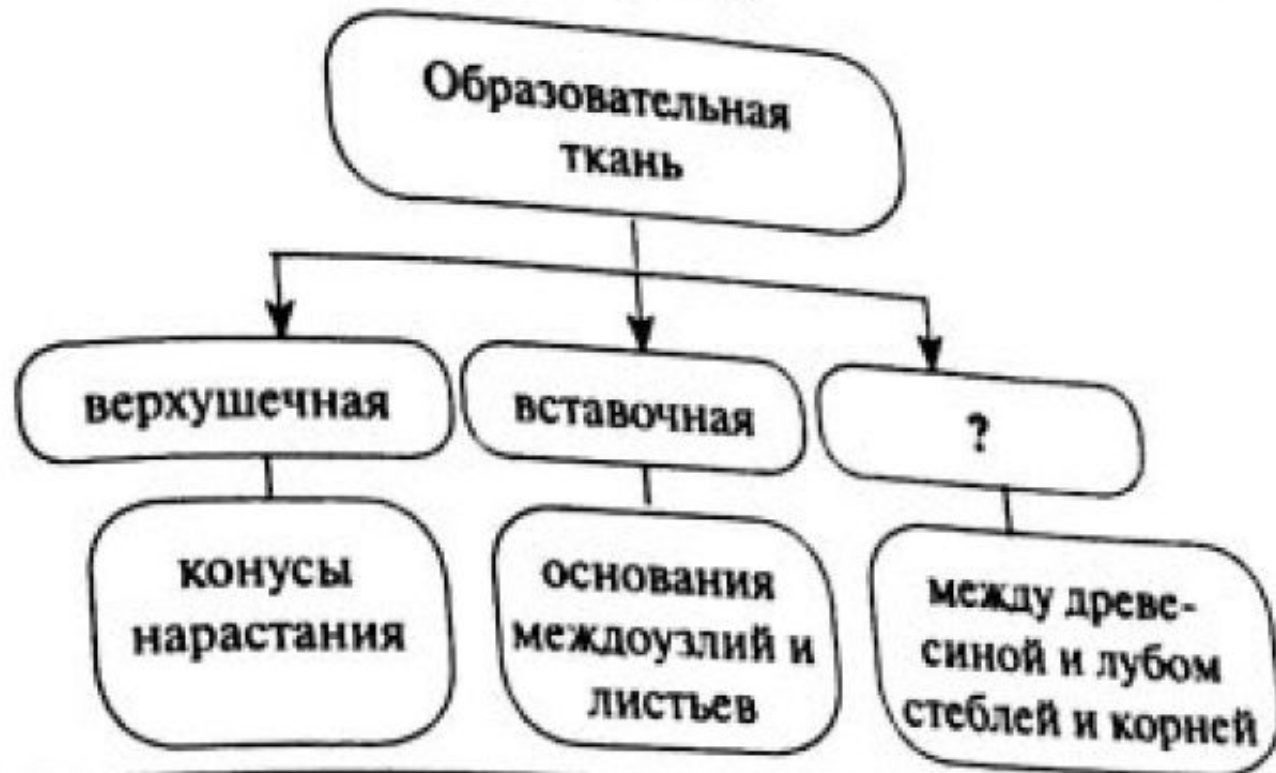 Образовательная
ткань
верхушечная
вставочная
?
конусы
нарастания
основания
междоузлий и
листьев
между древе-
синой и лубом
стеблей и корней